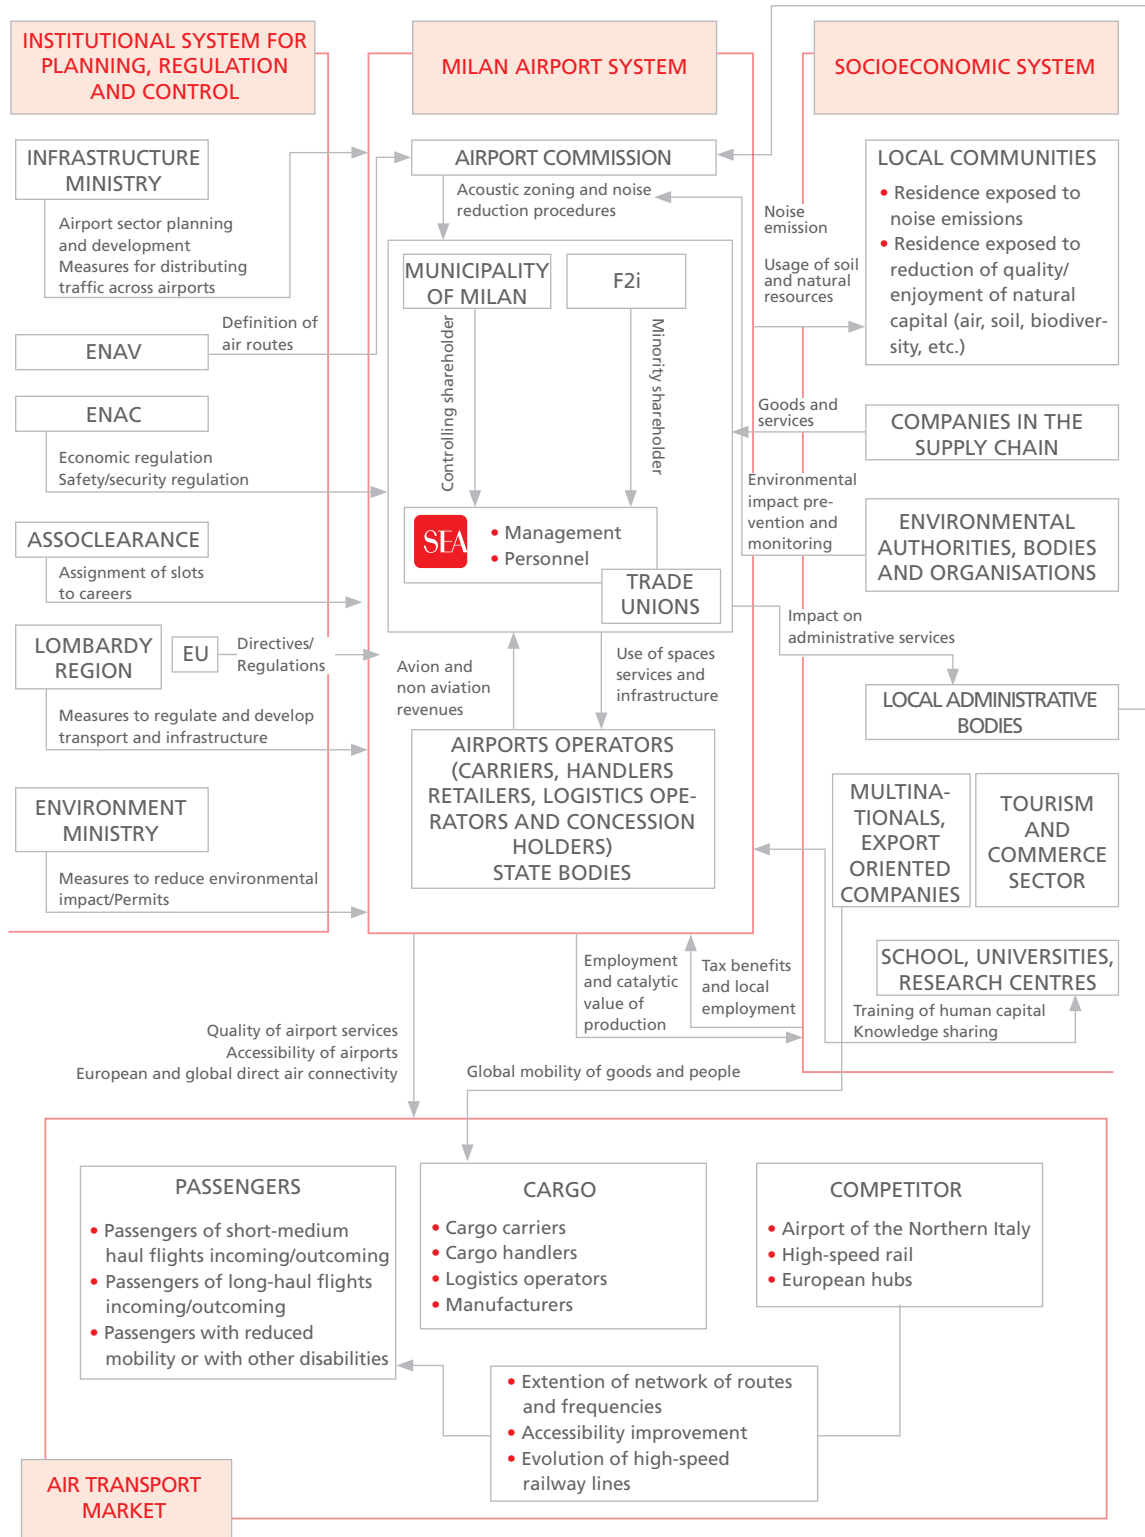 INSTITUTIONAL SYSTEM FOR
PLANNING, REGULATION
AND CONTROL
MILAN AIRPORT SYSTEM
SOCIOECONOMIC SYSTEM
INFRASTRUCTURE
MINISTRY
Airport sector planning
and development
Measures for distributing
traffic across airports
ENAV
Definition of
air routes
ENAC
Economic regulation
Safety/security regulation
ASSOCLEARANCE
Assignment of slots
to careers
LOMBARDY
REGION
EU
Directives/
Regulations
Measures to regulate and develop
transport and infrastructure
ENVIRONMENT
MINISTRY
Measures to reduce environmental
impact/Permits
AIRPORT COMMISSION
Acoustic zoning and noise
reduction procedures
MUNICIPALITY
OF MILAN
F2i
Controlling shareholder
Minority shareholder
SEA
• Management
• Personnel
TRADE
UNIONS
Avion and
non aviation
revenues
Use of spaces
services and
infrastructure
AIRPORTS OPERATORS
(CARRIERS, HANDLERS
RETAILERS, LOGISTICS OPE-
RATORS AND CONCESSION
HOLDERS)
STATE BODIES
Noise
emission
Usage of soil
and natural
resources
LOCAL COMMUNITIES
• Residence exposed to
noise emissions
• Residence exposed to
reduction of quality/
enjoyment of natural
capital (air, soil, biodiver-
sity, etc.)
Goods and
services
COMPANIES IN THE
SUPPLY CHAIN
Environmental
impact pre-
vention and
monitoring
ENVIRONMENTAL
AUTHORITIES, BODIES
AND ORGANISATIONS
Impact on
administrative services
LOCAL ADMINISTRATIVE
BODIES
MULTINA-
TIONALS,
EXPORT
ORIENTED
COMPANIES
TOURISM
AND
COMMERCE
SECTOR
SCHOOL, UNIVERSITIES,
RESEARCH CENTRES
Training of human capital
Knowledge sharing
Employment
and catalytic
value of
production
Tax benefits
and local
employment
Quality of airport services
Accessibility of airports
European and global direct air connectivity
Global mobility of goods and people
PASSENGERS
• Passengers of short-medium
haul flights incoming/outcoming
• Passengers of long-haul flights
incoming/outcoming
• Passengers with reduced
mobility or with other disabilities
CARGO
• Cargo carriers
• Cargo handlers
• Logistics operators
• Manufacturers
COMPETITOR
• Airport of the Northern Italy
• High-speed rail
• European hubs
• Extention of network of routes
and frequencies
• Accessibility improvement
• Evolution of high-speed
railway lines
AIR TRANSPORT
MARKET